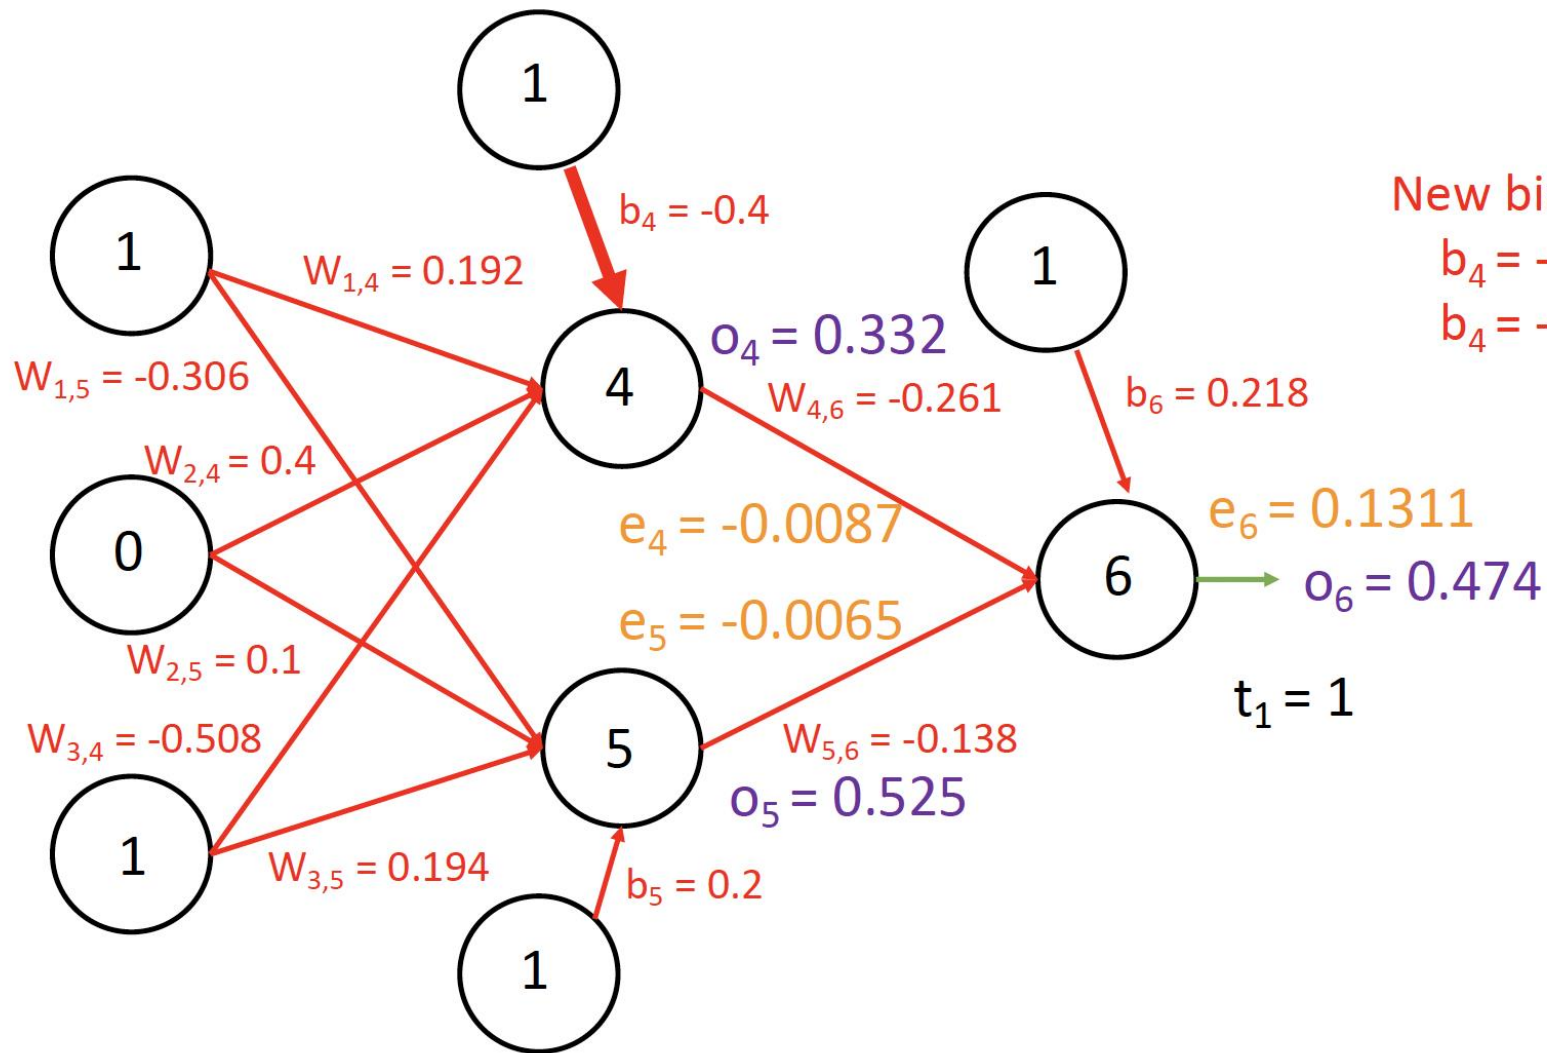 1
b₄ = -0.4
1
W₁,₄ = 0.192
1
New bi
b₄ = -
b₄ = -
W₁,₅ = -0.306
4
o₄ = 0.332
W₄,₆ = -0.261
b₆ = 0.218
W₂,₄ = 0.4
0
e₄ = -0.0087
e₆ = 0.1311
6
o₆ = 0.474
e₅ = -0.0065
W₂,₅ = 0.1
t₁ = 1
W₃,₄ = -0.508
5
W₅,₆ = -0.138
o₅ = 0.525
1
W₃,₅ = 0.194
b₅ = 0.2
1